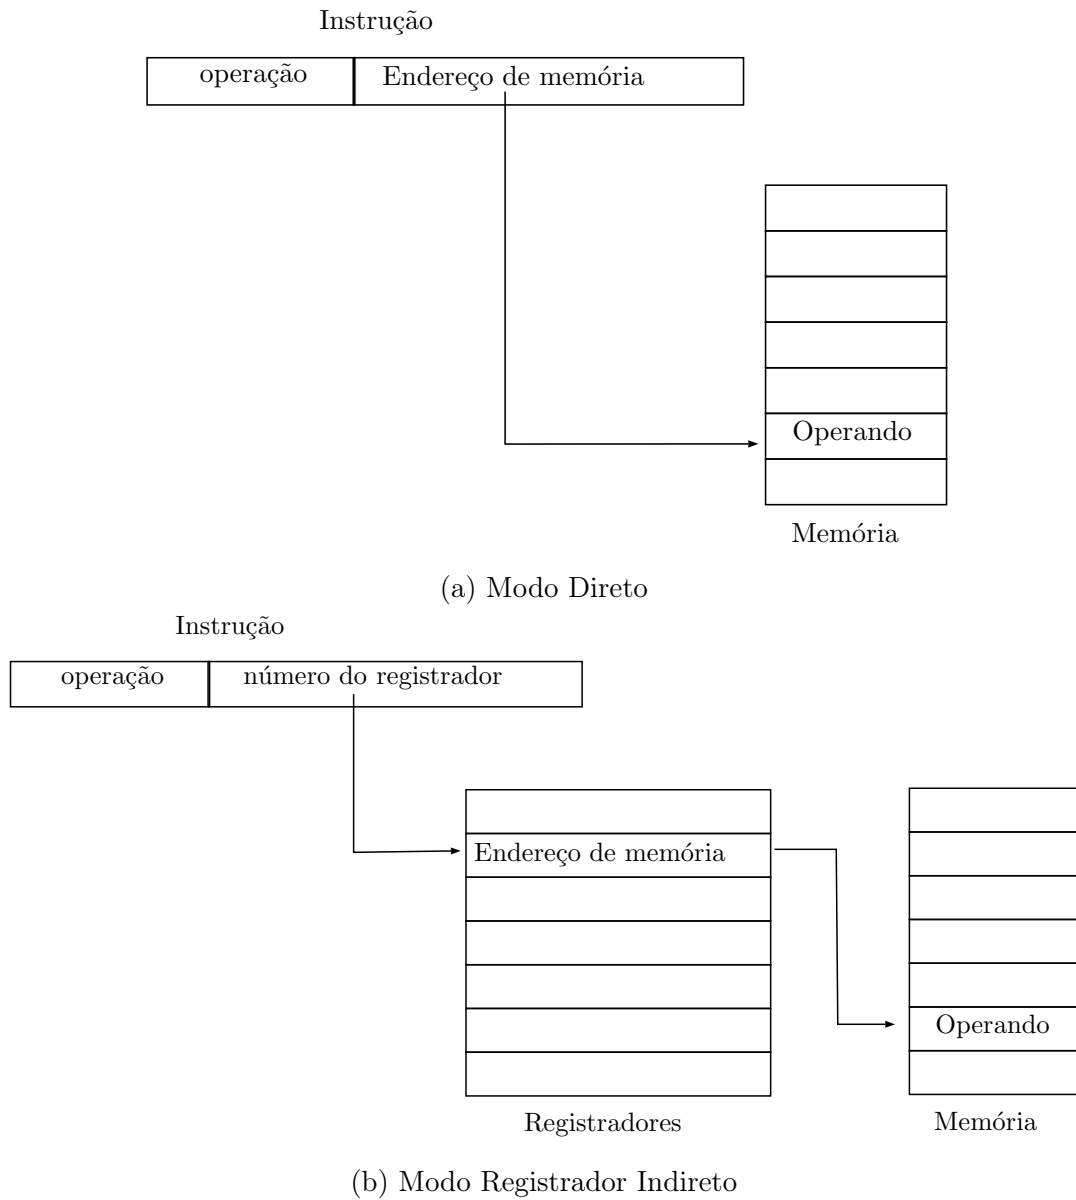 Instrução
operação Endereço de memória
Operando
Memória
(a) Modo Direto
Instrução
operação número do registrador
Endereço de memória
Operando
Registradores Memória
(b) Modo Registrador Indireto